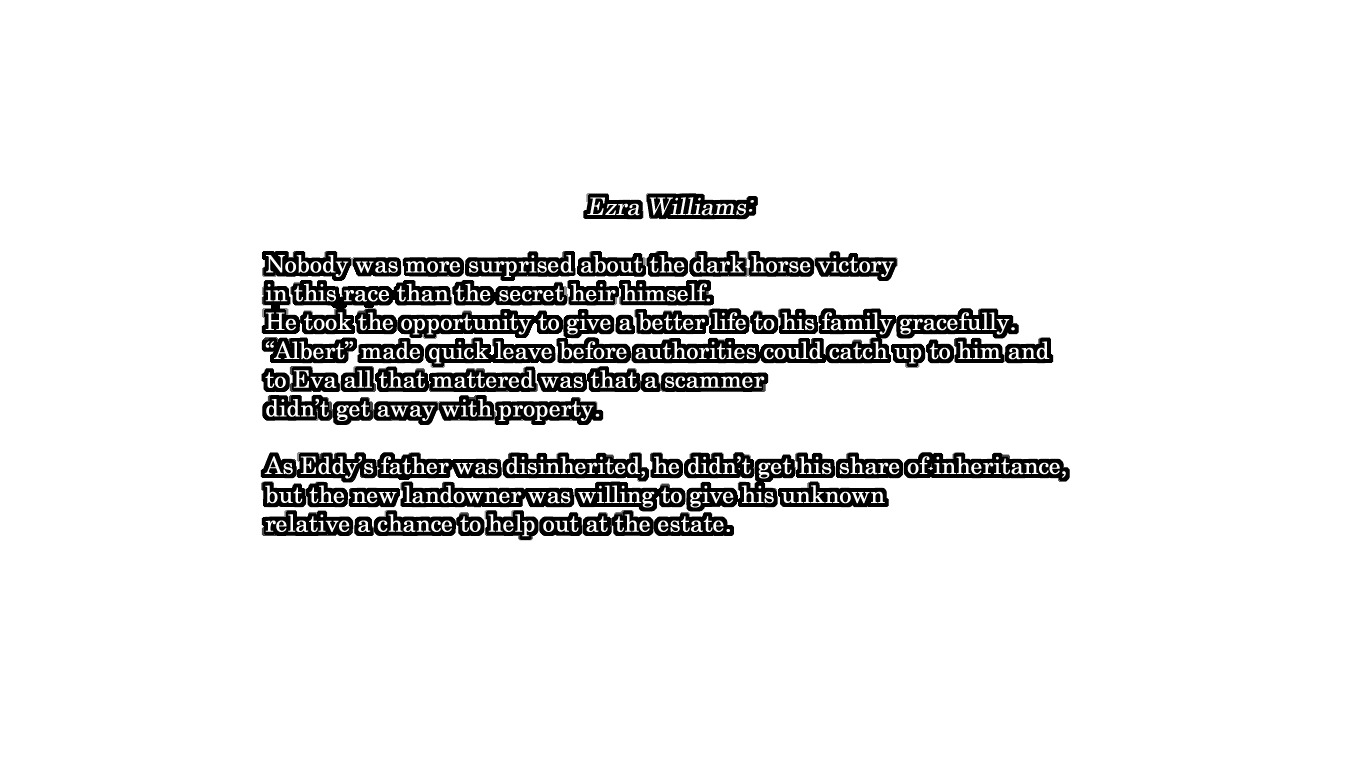 Ezra Williams:
Nobody was more surprised about the dark horse victory
in this race than the secret heir himself.
He took the opportunity to give a better life to his family gracefully.
“Albert” made quick leave before authorities could catch up to him and
to Eva all that mattered was that a scammer
didn’t get away with property.
As Eddy’s father was disinherited, he didn’t get his share of inheritance,
but the new landowner was willing to give his unknown
relative a chance to help out at the estate.